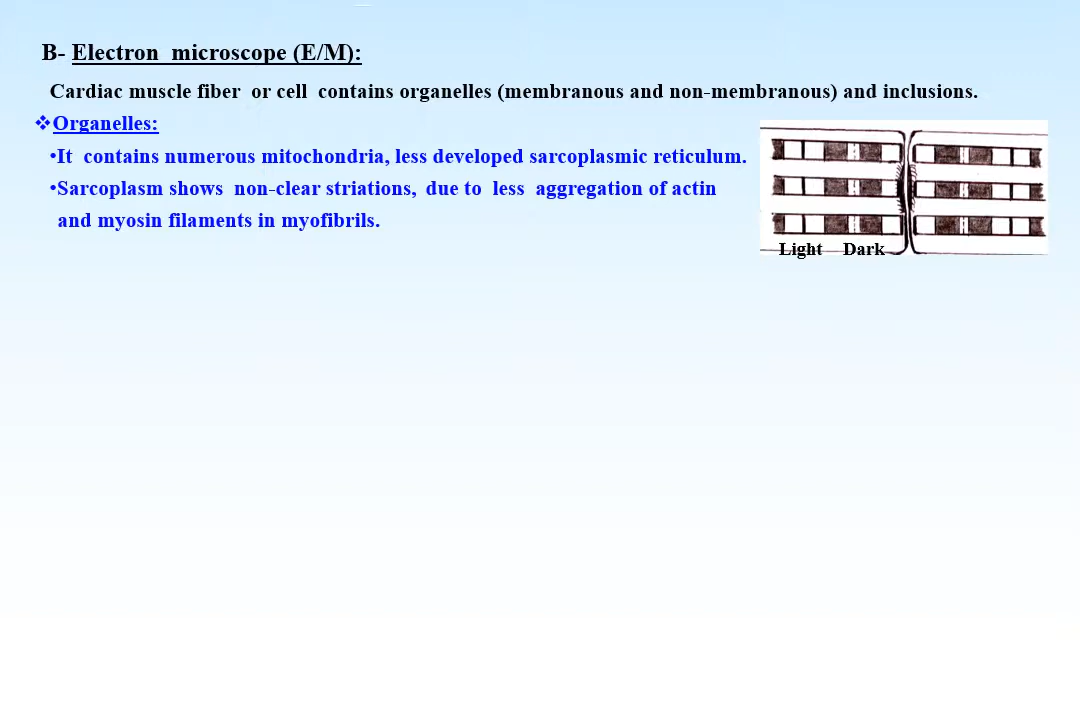 B- Electron microscope (E/M):
Cardiac muscle fiber or cell contains organelles (membranous and non-membranous) and inclusions.
❖Organelles:
•It contains numerous mitochondria, less developed sarcoplasmic reticulum.
•Sarcoplasm shows non-clear striations, due to less aggregation of actin
and myosin filaments in myofibrils.
Light Dark